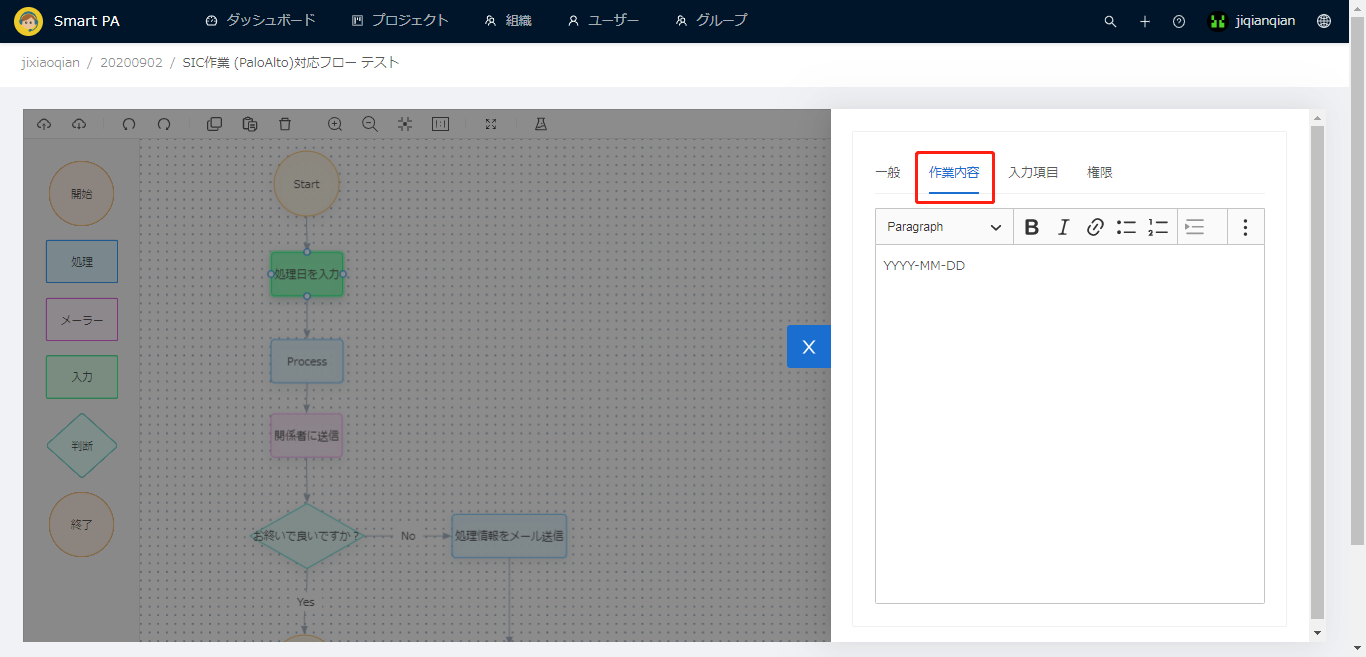 Smart PA ダッシュボード プロジェクト 組織 ユーザー グループ jiqianqian
jixiaoqian / 20200902 / SIC作業 (PaloAlto)対応フロー テスト
開始
処理
メーラー
入力
判断
終了
Start
処理日を入力
Process
関係者に送信
お終いで良いですか？
No
処理情報をメール送信
Yes
X
一般 作業内容 入力項目 権限
Paragraph
YYYY-MM-DD